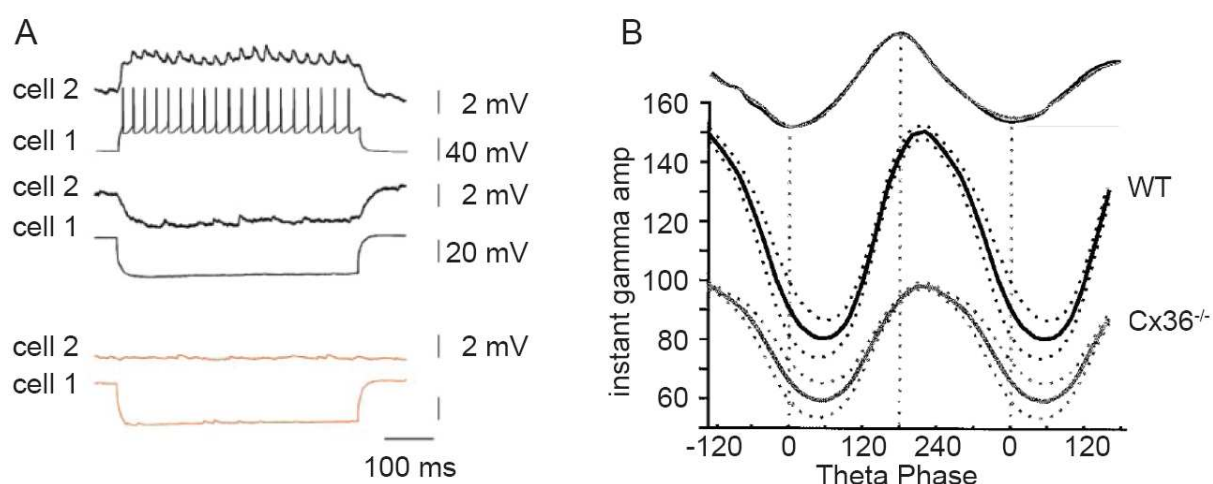 A
cell 2
2 mV
cell 1
40 mV
cell 2
2 mV
cell 1
20 mV
cell 2
2 mV
cell 1
100 ms
B
instant gamma amp
160
140
120
100
80
60
WT
Cx36-/-
-120 0 120 240 0 120
Theta Phase